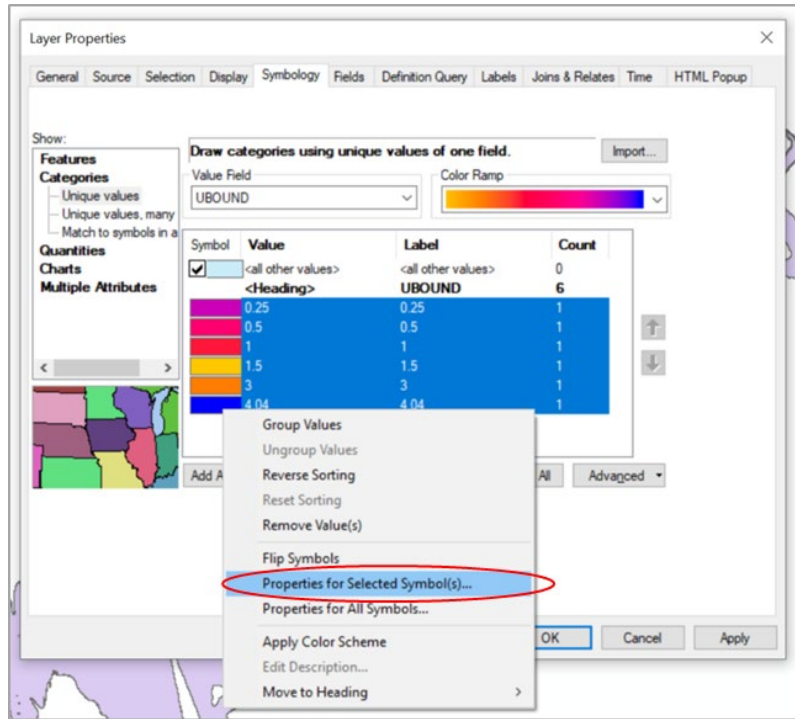 Layer Properties
General Source Selection Display Symbology Fields Definition Query Labels Joins & Relates Time HTML Popup
Show:
Features
Categories
Unique values
Unique values, many
Match to symbols in a
Quantities
Charts
Multiple Attributes
Draw categories using unique values of one field.
Import...
Value Field
UBOUND
Color Ramp
Symbol Value Label Count
<all other values> <all other values> 0
<Heading> UBOUND 6
0.25 0.25 1
0.5 0.5 1
1 1 1
1.5 1.5 1
3 3 1
4.04 4.04 1
Add A All Advanced
Group Values
Ungroup Values
Reverse Sorting
Reset Sorting
Remove Value(s)
Flip Symbols
Properties for Selected Symbol(s)...
Properties for All Symbols...
Apply Color Scheme
Edit Description...
Move to Heading
OK Cancel Apply